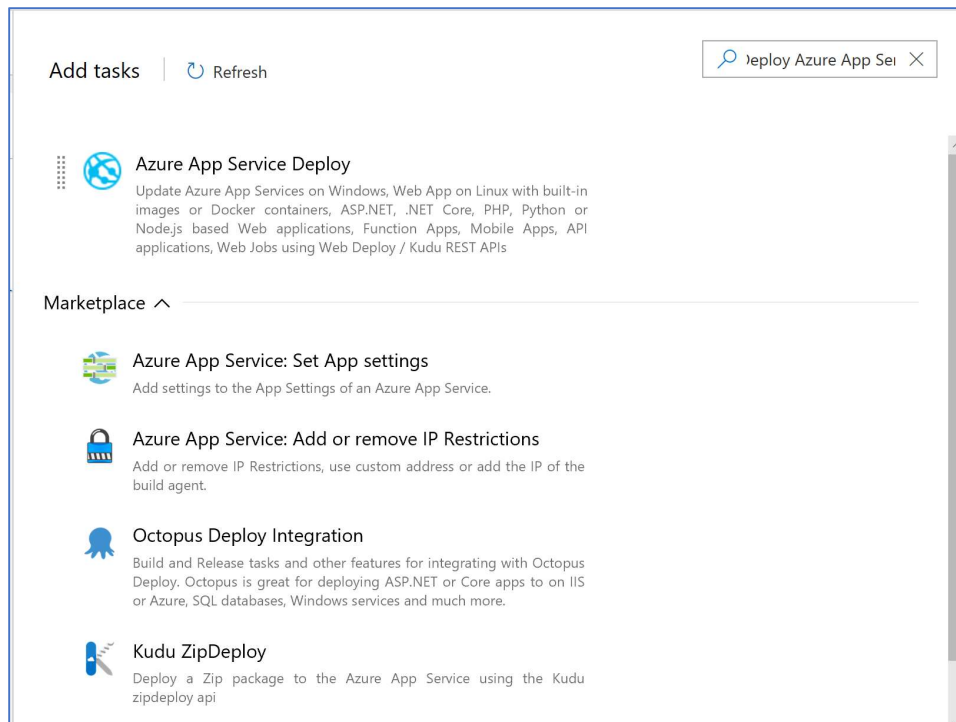 Add tasks
Refresh
eploy Azure App Ser
Azure App Service Deploy
Update Azure App Services on Windows, Web App on Linux with built-in
images or Docker containers, ASP.NET, .NET Core, PHP, Python or
Node.js based Web applications, Function Apps, Mobile Apps, API
applications, Web Jobs using Web Deploy / Kudu REST APIs
Marketplace
Azure App Service: Set App settings
Add settings to the App Settings of an Azure App Service.
Azure App Service: Add or remove IP Restrictions
Add or remove IP Restrictions, use custom address or add the IP of the
build agent.
Octopus Deploy Integration
Build and Release tasks and other features for integrating with Octopus
Deploy. Octopus is great for deploying ASP.NET or Core apps to on IIS
or Azure, SQL databases, Windows services and much more.
Kudu ZipDeploy
Deploy a Zip package to the Azure App Service using the Kudu
zipdeploy api